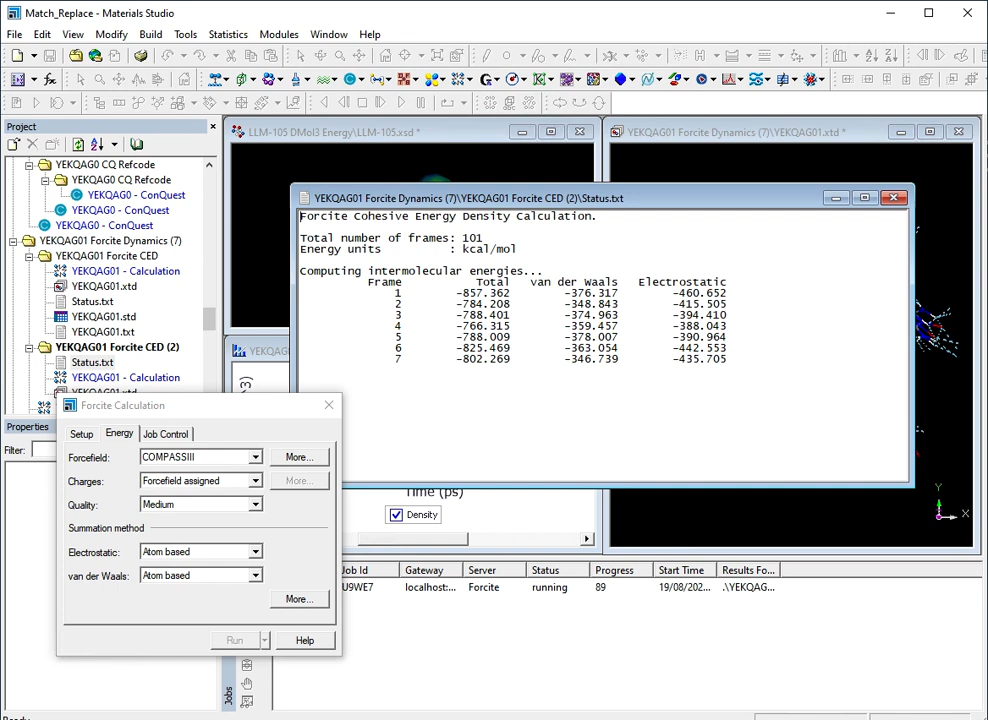 Match_Replace - Materials Studio
File Edit View Modify Build Tools Statistics Modules Window Help
Project
YEKQAG0 CQ Refcode
YEKQAG0 CQ Refcode
YEKQAG0 - ConQuest
YEKQAG0 - ConQuest
YEKQAG0 - ConQuest
YEKQAG01 Forcite Dynamics (7)
YEKQAG01 Forcite CED
YEKQAG01 - Calculation
YEKQAG01.xtd
Status.txt
YEKQAG01.std
YEKQAG01.txt
YEKQAG01 Forcite CED (2)
Status.txt
YEKQAG01 - Calculation
YEKQAG01.xtd
Properties
Filter:
LLM-105 DMol3 Energy\LLM-105.xsd *
YEKQAG01 Forcite Dynamics (7)\YEKQAG01.xtd *
YEKQAG01 Forcite Dynamics (7)\YEKQAG01 Forcite CED (2)\Status.txt
Forcite Cohesive Energy Density Calculation.
Total number of frames: 101
Energy units : kcal/mol
Computing intermolecular energies...
Frame Total van der Waals Electrostatic
1 -857.362 -376.317 -460.652
2 -784.208 -348.843 -415.505
3 -788.401 -374.963 -394.410
4 -766.315 -359.457 -388.043
5 -788.009 -378.007 -390.964
6 -825.469 -363.054 -442.553
7 -802.269 -346.739 -435.705
YEKQAG
Time (ps)
Density
Y
X
Forcite Calculation
Setup Energy Job Control
Forcefield: COMPASSIII More...
Charges: Forcefield assigned More...
Quality: Medium
Summation method
Electrostatic: Atom based
van der Waals: Atom based
More...
Run Help
Job Id Gateway Server Status Progress Start Time Results Fo...
U9WE7 localhost:... Forcite running 89 19/08/202... .\YEKQAG...
Jobs